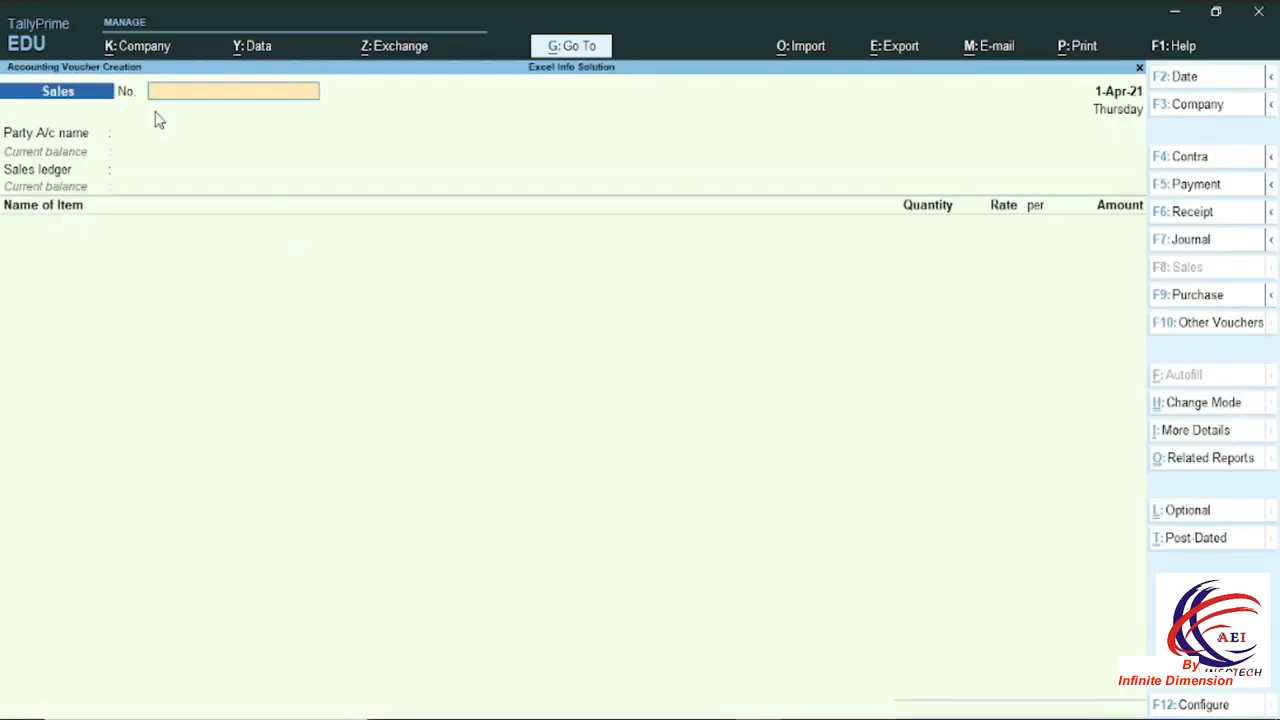 TallyPrime
EDU
MANAGE
K: Company
Y: Data
Z: Exchange
G: Go To
O: Import
E: Export
M: E-mail
P: Print
F1: Help
Accounting Voucher Creation
Excel Info Solution
x
Sales
No.
1-Apr-21
Thursday
Party A/c name :
Current balance :
Sales ledger :
Current balance :
Name of Item
Quantity
Rate
per
Amount
F2: Date
F3: Company
F4: Contra
F5: Payment
F6: Receipt
F7: Journal
F8: Sales
F9: Purchase
F10: Other Vouchers
F: Autofill
H: Change Mode
I: More Details
O: Related Reports
L: Optional
T: Post-Dated
AEI
INFOTECH
By
Infinite Dimension
F12: Configure